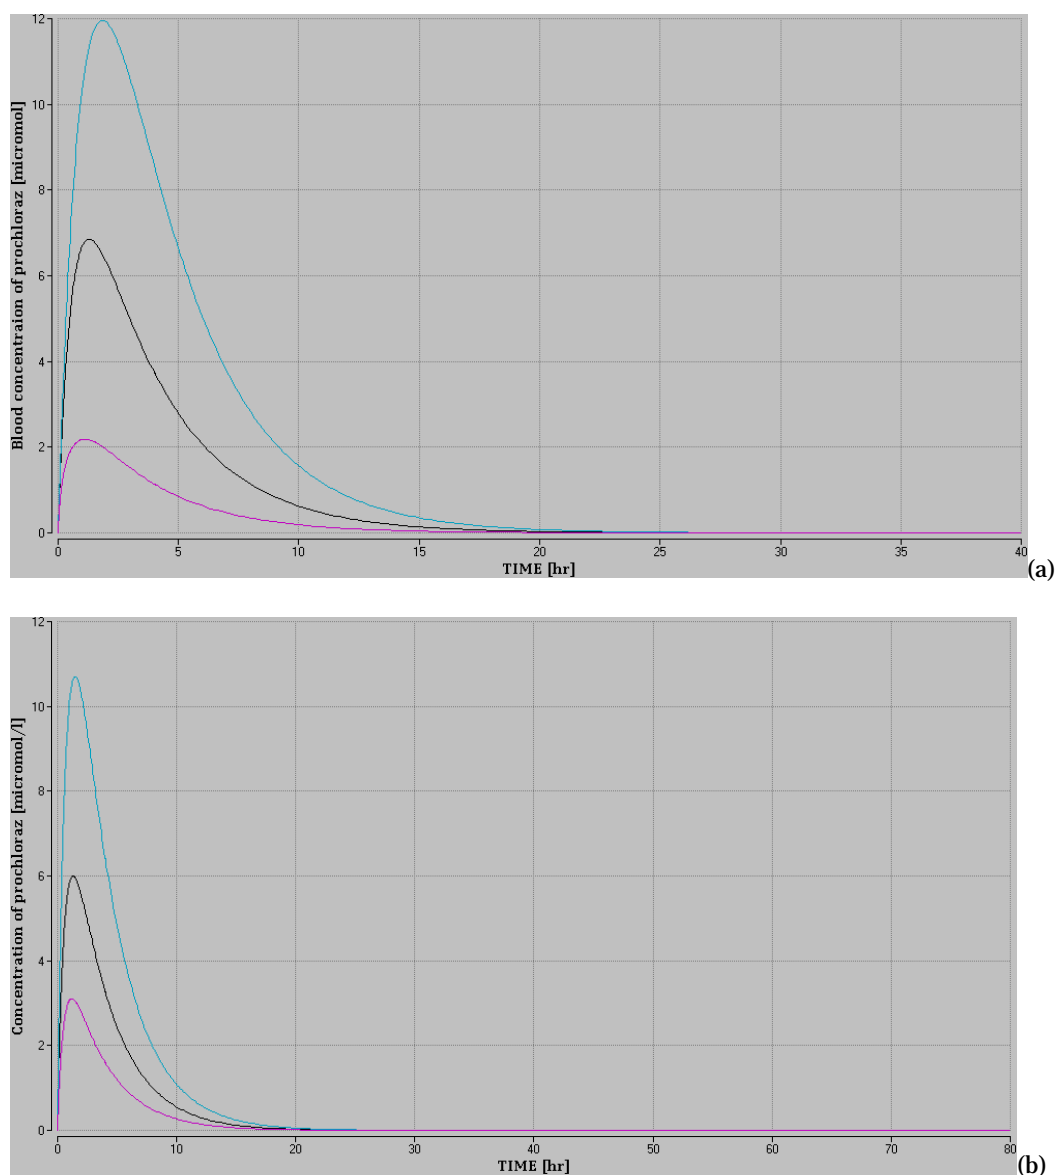 12
10
8
6
4
2
0
Blood concentraion of prochloraz [micromol]
0 5 10 15 20 25 30 35 40
TIME [hr]
(a)
12
10
8
6
4
2
0
Concentration of prochloraz [micromol/l]
0 10 20 30 40 50 60 70 80
TIME [hr]
(b)